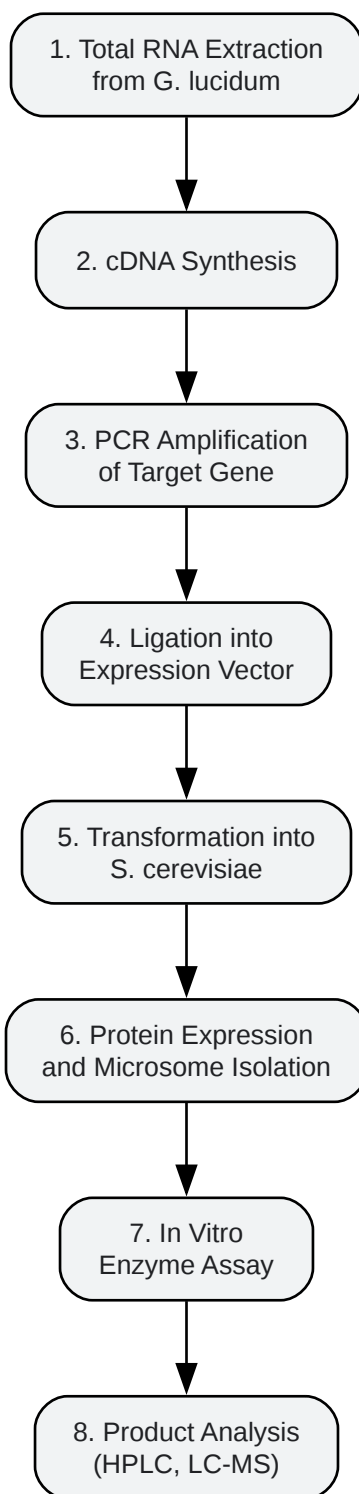 1. Total RNA Extraction
from G. lucidum
2. cDNA Synthesis
3. PCR Amplification
of Target Gene
4. Ligation into
Expression Vector
5. Transformation into
S. cerevisiae
6. Protein Expression
and Microsome Isolation
7. In Vitro
Enzyme Assay
8. Product Analysis
(HPLC, LC-MS)